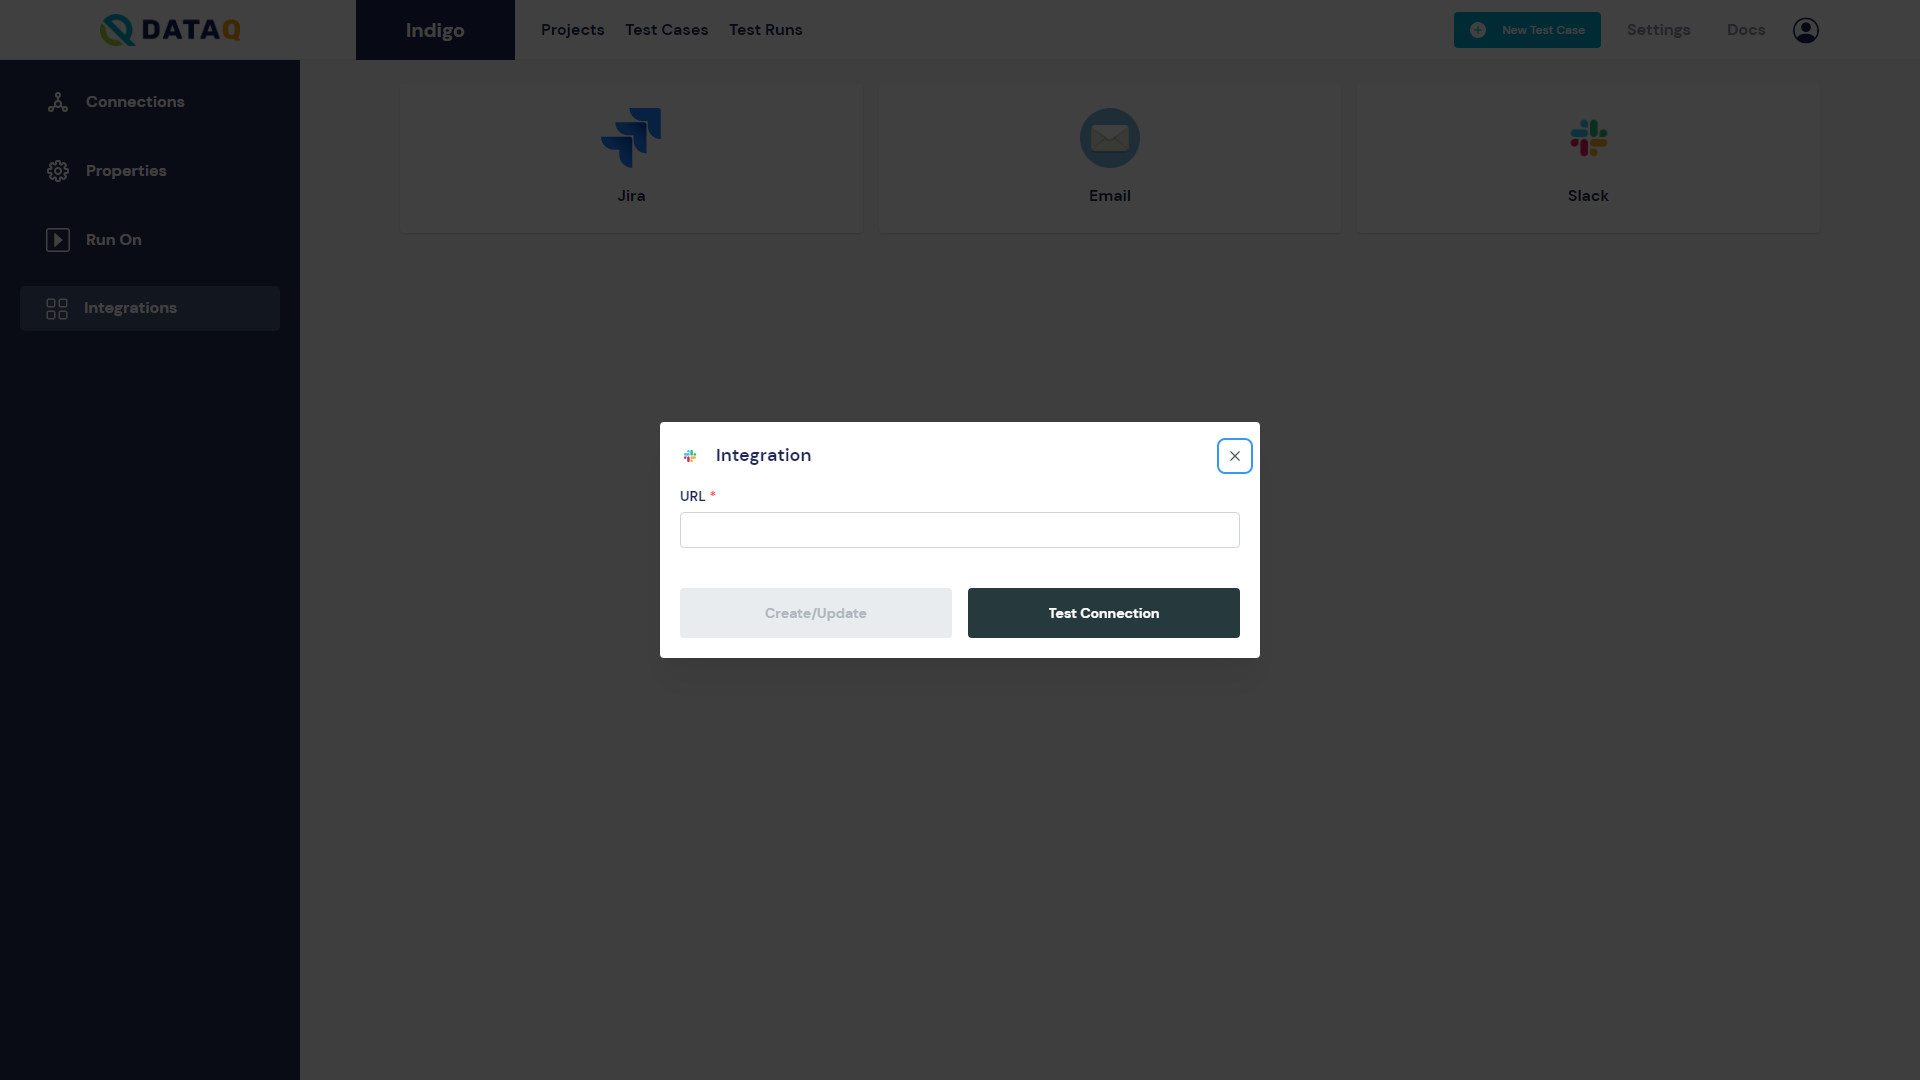 DATAQ
Indigo
Projects
Test Cases
Test Runs
New Test Case
Settings
Docs
Connections
Properties
Run On
Integrations
Jira
Email
Slack
Integration
URL *
Create/Update
Test Connection